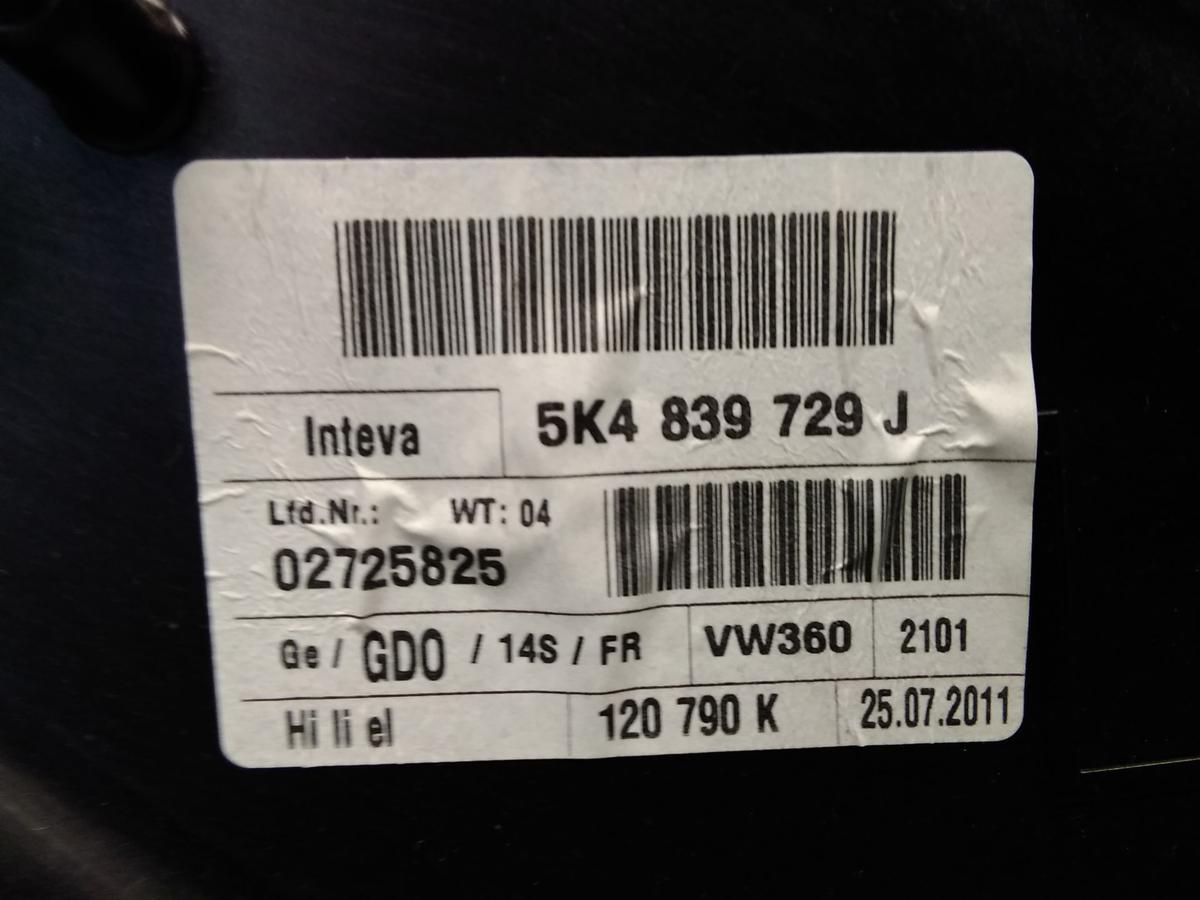 Inteva
5K4 839 729 J
Lfd.Nr.: WT: 04
02725825
Ge / GDO / 14S / FR VW360 2101
Hi li el 120 790 K 25.07.2011